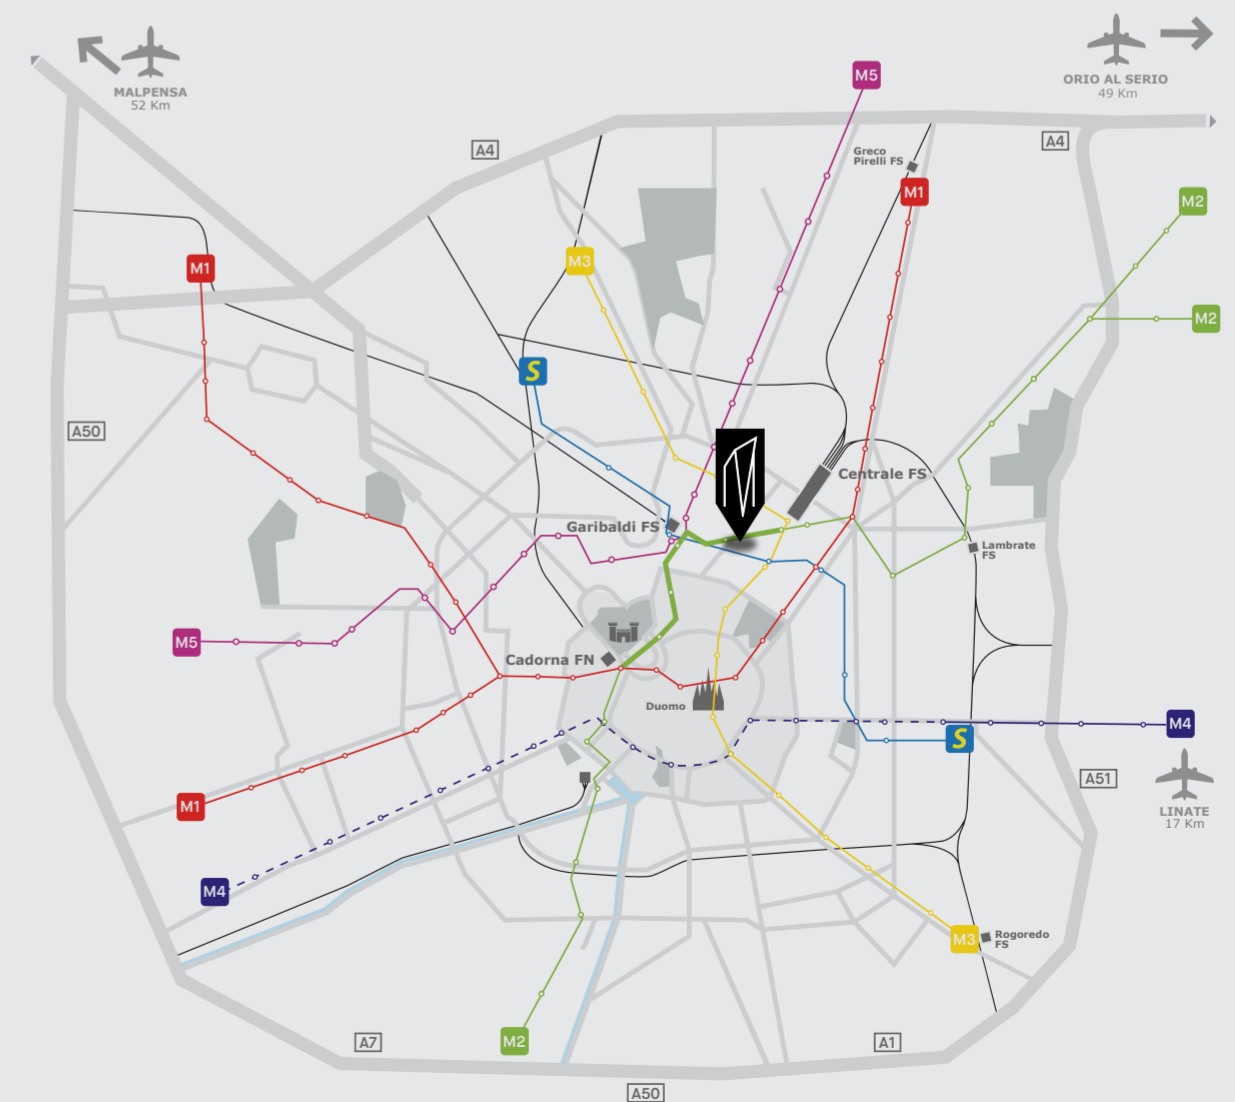 MALPENSA
52 Km
ORIO AL SERIO
49 Km
M5
A4
A4
Greco
Pirelli FS
M1
M2
M3
M1
M2
S
A50
Centrale FS
Garibaldi FS
Lambrate
FS
M5
Cadorna FN
Duomo
M4
S
A51
LINATE
17 Km
M1
M4
M3
Rogoredo
FS
M2
A7
A1
A50